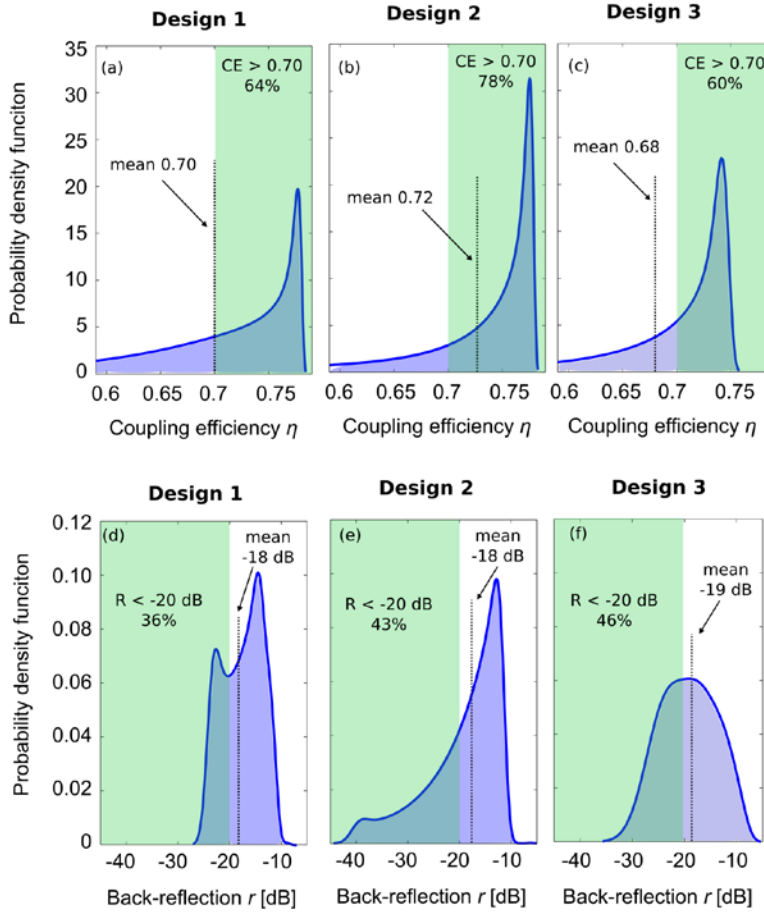 Design 1
Design 2
Design 3
Probability density funciton
35
30
25
20
15
10
5
0
(a)
CE > 0.70
64%
mean 0.70
0.6
0.65
0.7
0.75
Coupling efficiency η
(b)
CE > 0.70
78%
mean 0.72
0.6
0.65
0.7
0.75
Coupling efficiency η
(c)
CE > 0.70
60%
mean 0.68
0.6
0.65
0.7
0.75
Coupling efficiency η
Design 1
Design 2
Design 3
Probability density funciton
0.12
0.10
0.08
0.06
0.04
0.02
0
(d)
mean
-18 dB
R < -20 dB
36%
-40
-30
-20
-10
Back-reflection r [dB]
(e)
mean
-18 dB
R < -20 dB
43%
-40
-30
-20
-10
Back-reflection r [dB]
(f)
mean
-19 dB
R < -20 dB
46%
-40
-30
-20
-10
Back-reflection r [dB]